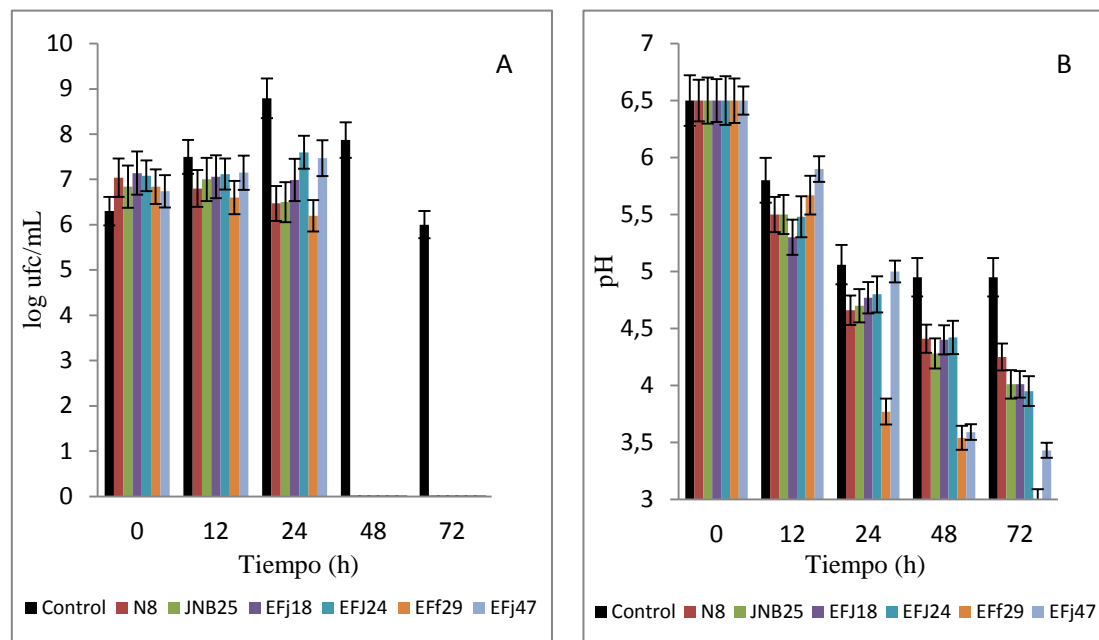 A
log ufc/mL
10
9
8
7
6
5
4
3
2
1
0
0 12 24 48 72
Tiempo (h)
Control N8 JNB25 EFj18 EFJ24 EFf29 EFj47
B
pH
7
6,5
6
5,5
5
4,5
4
3,5
3
0 12 24 48 72
Tiempo (h)
Control N8 JNB25 EFJ18 EFJ24 EFf29 EFj47